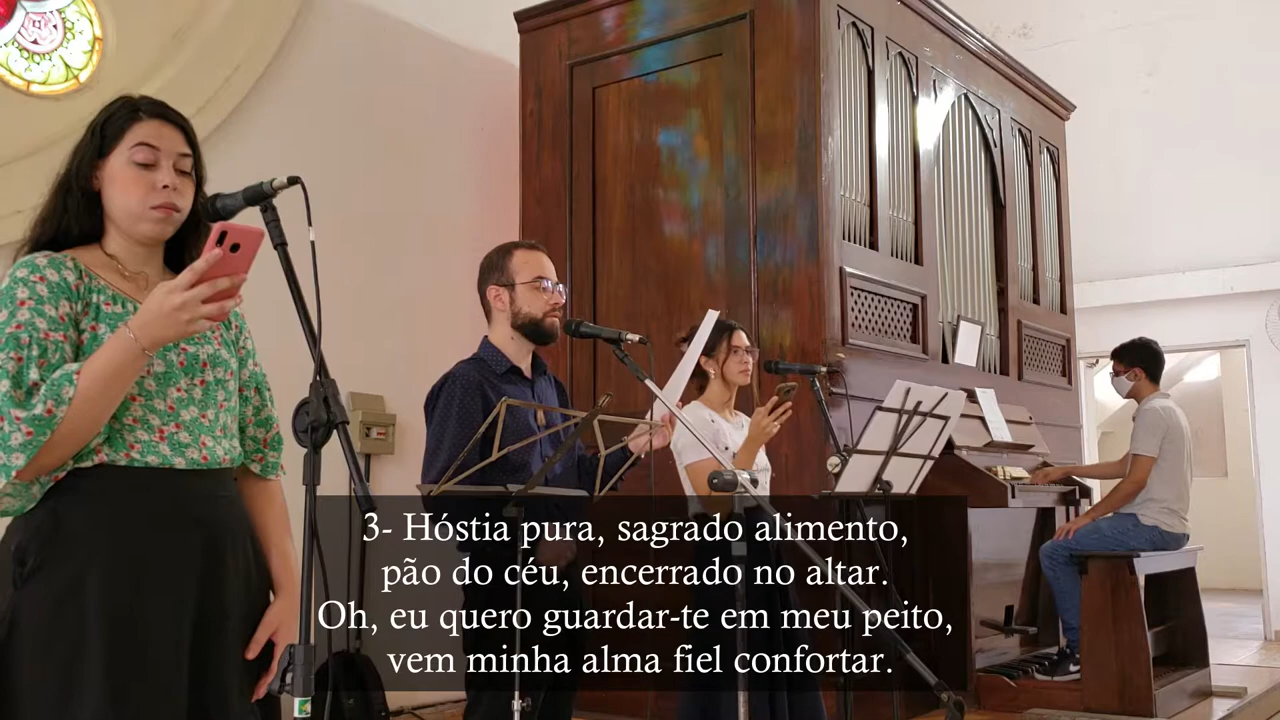 3- Hóstia pura, sagrado alimento,
pão do céu, encerrado no altar.
Oh, eu quero guardar-te em meu peito,
vem minha alma fiel confortar.